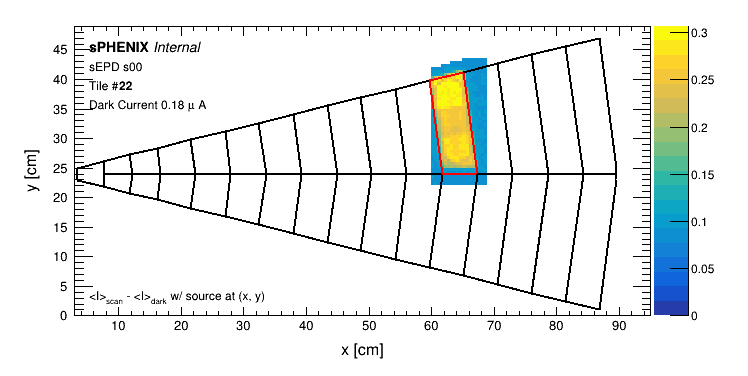 sPHENIX Internal
sEPD s00
Tile #22
Dark Current 0.18 μ A
<I>scan - <I>dark w/ source at (x, y)
y [cm]
45
40
35
30
25
20
15
10
5
0
10 20 30 40 50 60 70 80 90
x [cm]
0.3
0.25
0.2
0.15
0.1
0.05
0